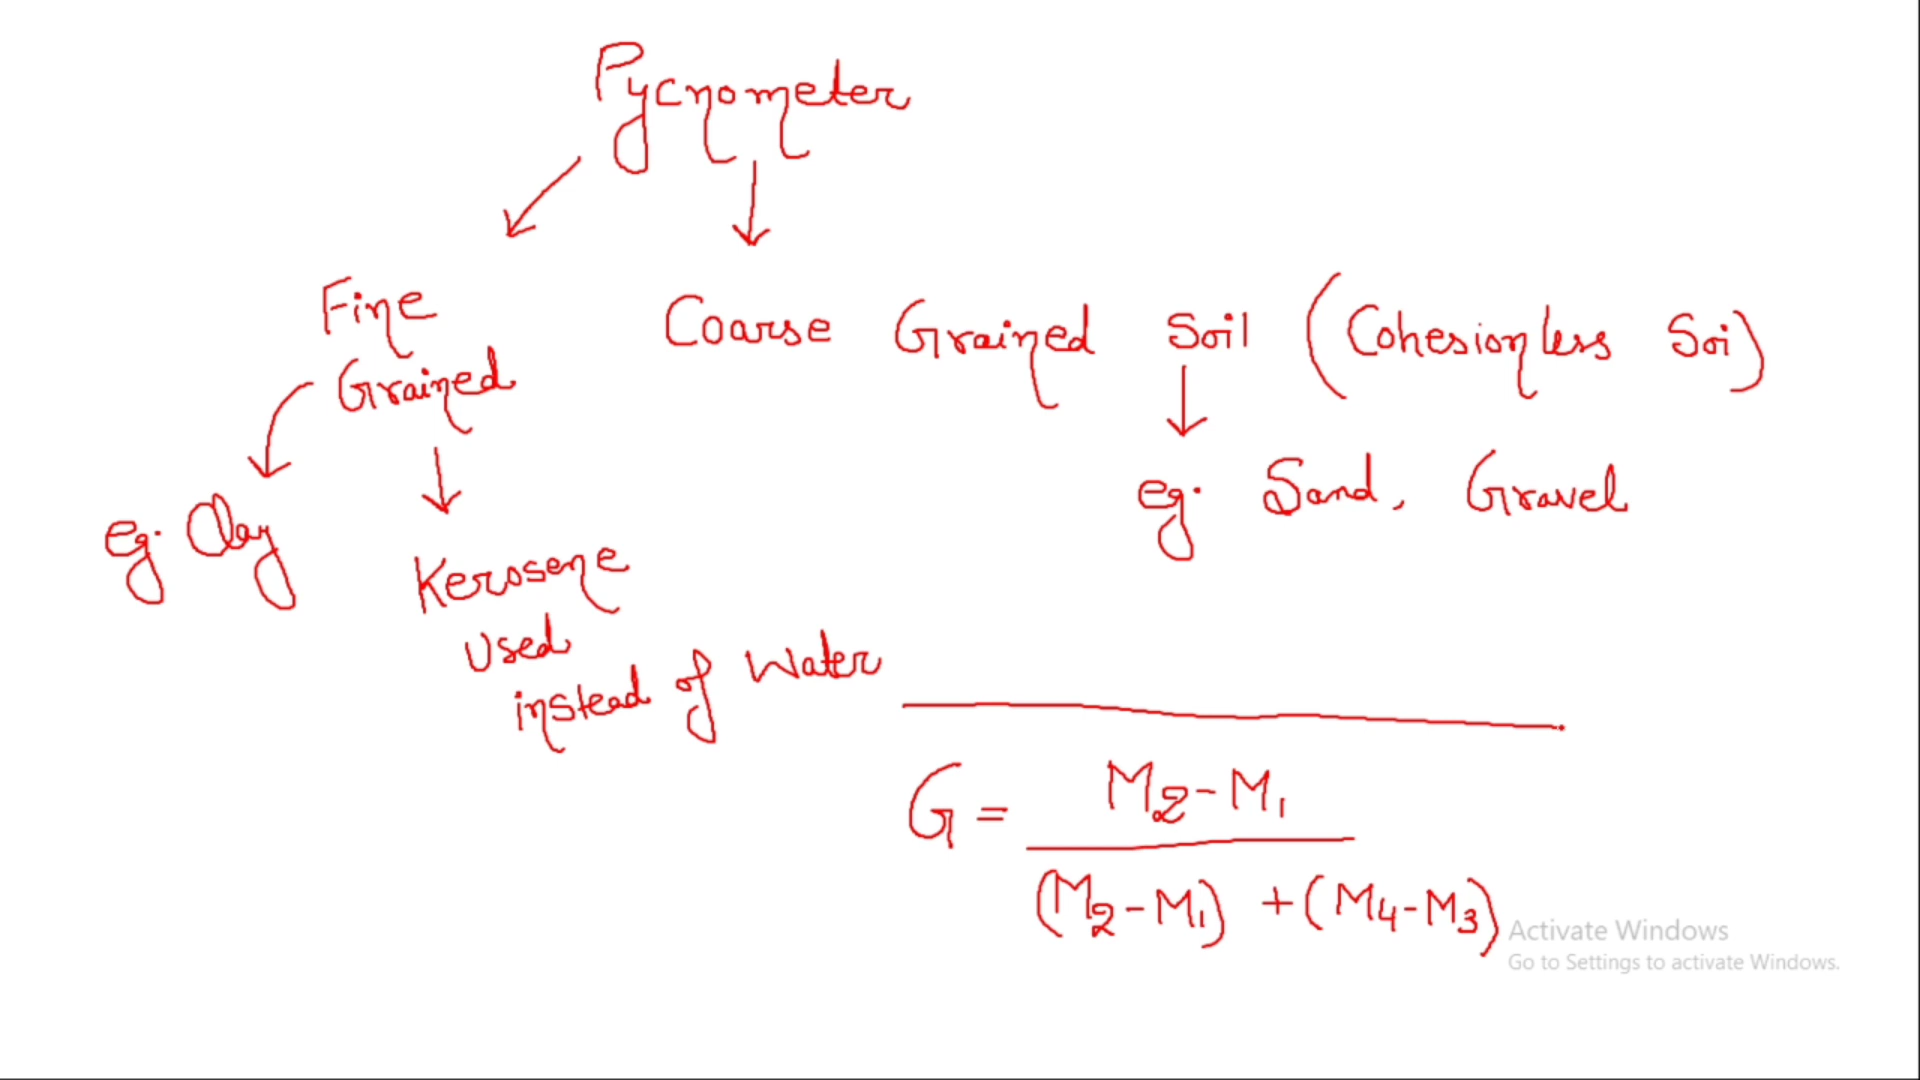 Pycnometer
Fine
Grained
Coarse Grained Soil (Cohesionless Soi)
eg. Clay
eg. Sand, Gravel
Kerosene
Used
instead of Water
G = M2-M1
(M2-M1) + (M4-M3)
Activate Windows
Go to Settings to activate Windows.